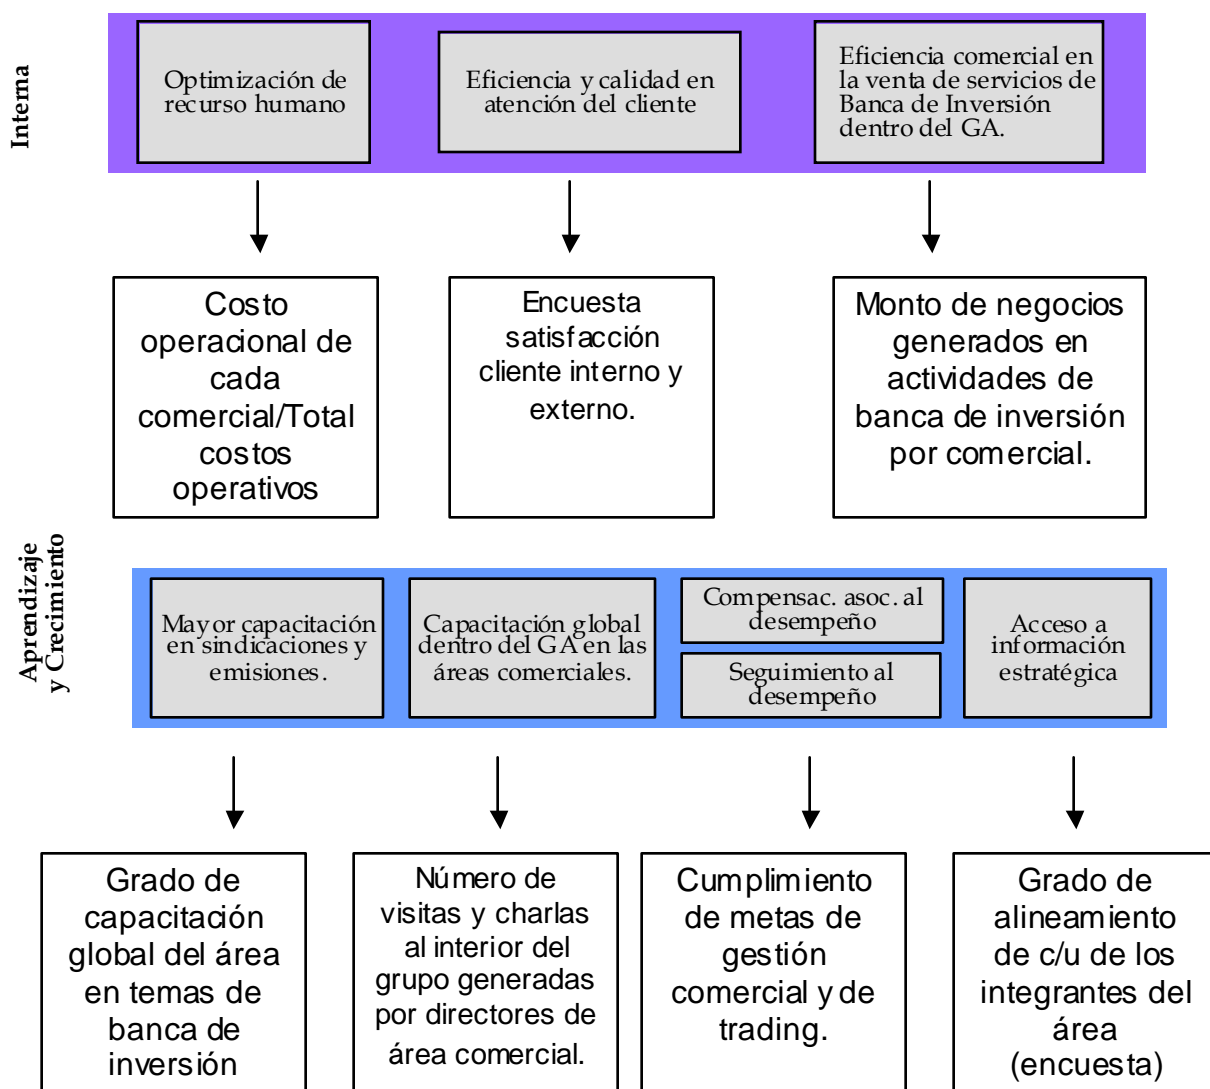 Interna
Optimización de
recurso humano
Eficiencia y calidad en
atención del cliente
Eficiencia comercial en
la venta de servicios de
Banca de Inversión
dentro del GA.
Costo
operacional de
cada
comercial/Total
costos
operativos
Encuesta
satisfacción
cliente interno y
externo.
Monto de negocios
generados en
actividades de
banca de inversión
por comercial.
Aprendizaje
y Crecimiento
Mayor capacitación
en sindicaciones y
emisiones.
Capacitación global
dentro del GA en las
áreas comerciales.
Compensac. asoc. al
desempeño
Seguimiento al
desempeño
Acceso a
información
estratégica
Grado de
capacitación
global del área
en temas de
banca de
inversión
Número de
visitas y charlas
al interior del
grupo generadas
por directores de
área comercial.
Cumplimiento
de metas de
gestión
comercial y de
trading.
Grado de
alineamiento
de c/u de los
integrantes del
área
(encuesta)